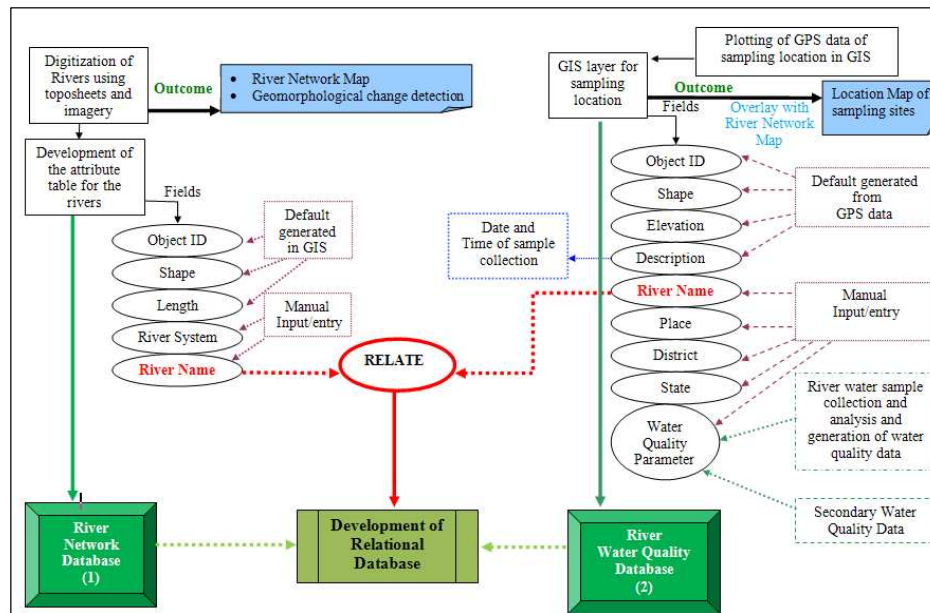 Digitization of
Rivers using
toposheets and
imagery
Outcome
• River Network Map
• Geomorphological change detection
Development of
the attribute
table for the
rivers
Fields
Object ID
Shape
Length
River System
River Name
Default
generated
in GIS
Manual
Input/entry
RELATE
River
Network
Database
(1)
Development of
Relational
Database
Plotting of GPS data of
sampling location in GIS
GIS layer for
sampling
location
Outcome
Fields
Overlay with
River Network
Map
Location Map of
sampling sites
Object ID
Shape
Elevation
Description
River Name
Place
District
State
Water
Quality
Parameter
Default generated
from
GPS data
Date and
Time of sample
collection
Manual
Input/entry
River water sample
collection and
analysis and
generation of water
quality data
Secondary Water
Quality Data
River
Water Quality
Database
(2)